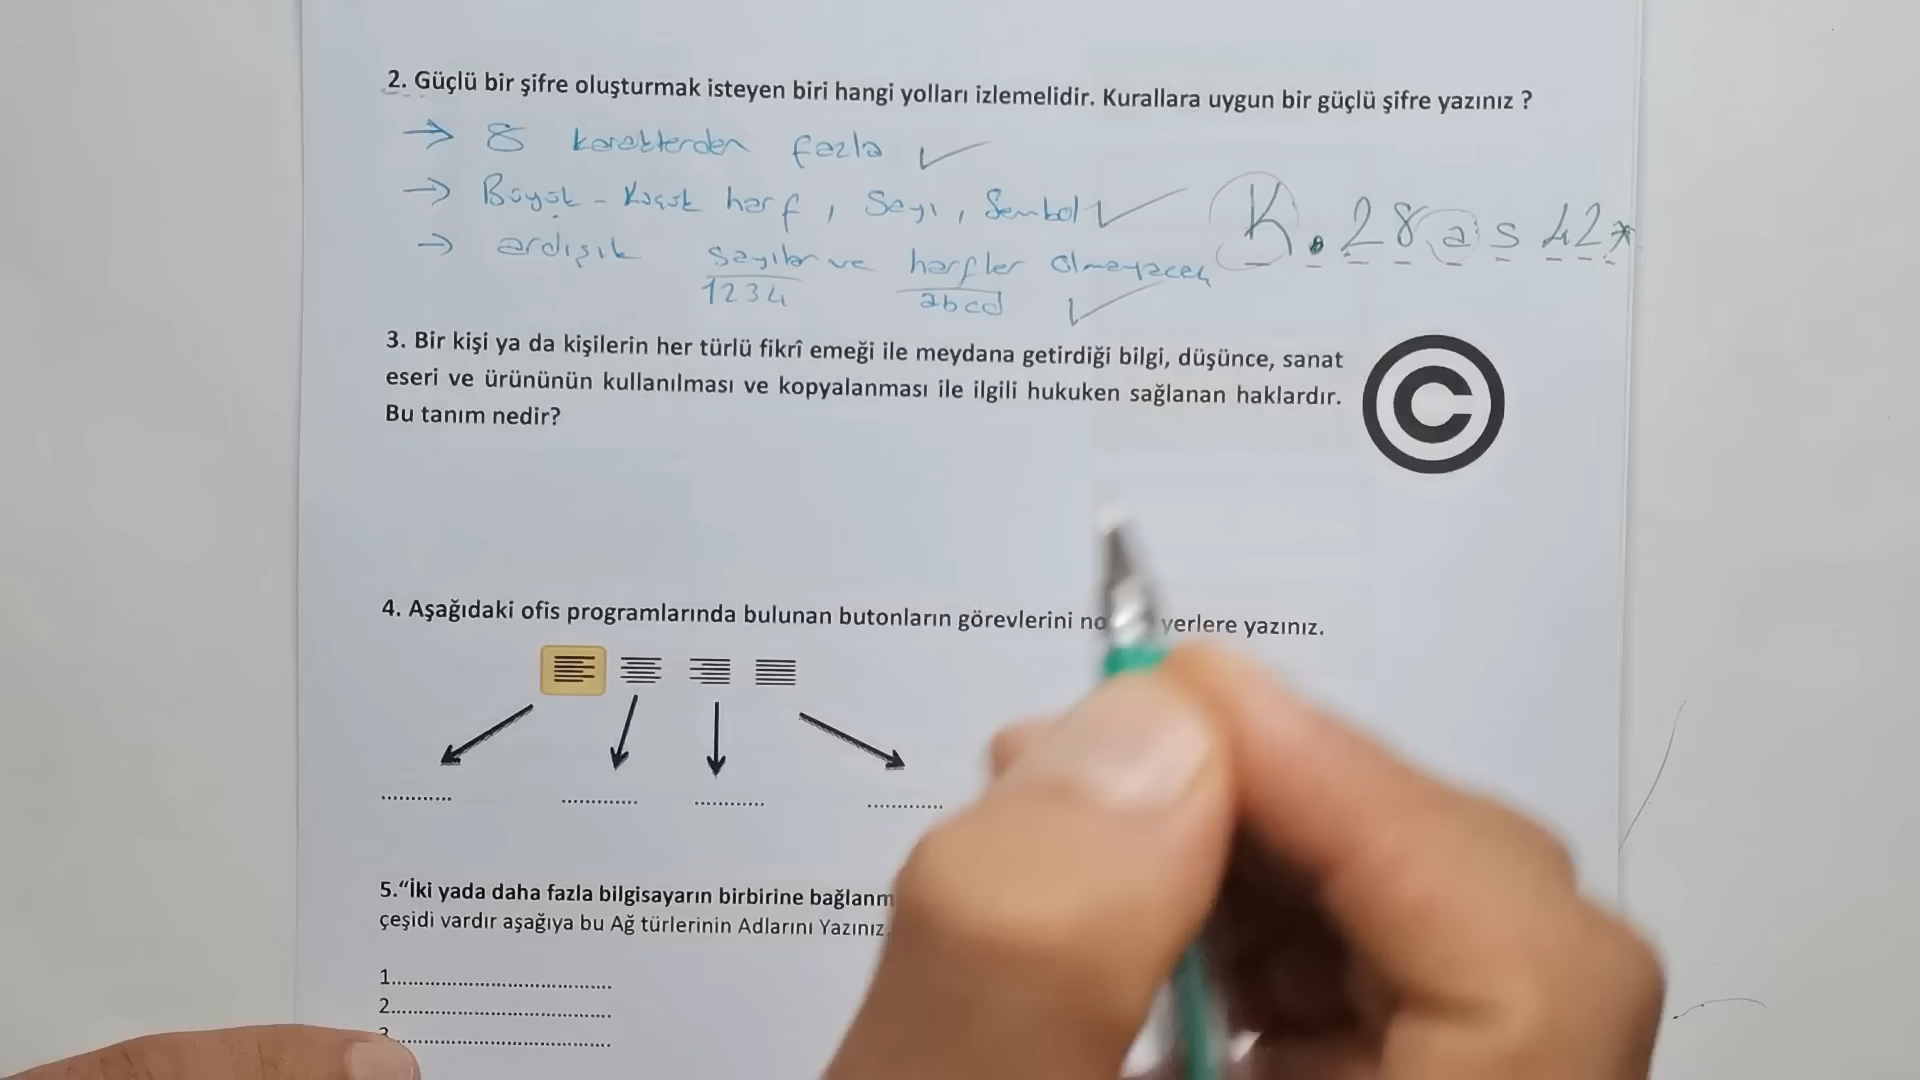 2. Güçlü bir şifre oluşturmak isteyen biri hangi yolları izlemelidir. Kurallara uygun bir güçlü şifre yazınız ?
→ 8 karakterden fazla ✓
→ Büyük - Küçük harf, Sayı, Sembol ✓
K.28as42*
→ ardışık sayılar ve harfler olmayacak
1234 abcd ✓
3. Bir kişi ya da kişilerin her türlü fikrî emeği ile meydana getirdiği bilgi, düşünce, sanat
eseri ve ürününün kullanılması ve kopyalanması ile ilgili hukuken sağlanan haklardır.
Bu tanım nedir?
©
4. Aşağıdaki ofis programlarında bulunan butonların görevlerini no yerlere yazınız.
............ ............. ............ .............
5.“İki yada daha fazla bilgisayarın birbirine bağlanm
çeşidi vardır aşağıya bu Ağ türlerinin Adlarını Yazınız.
1........................................
2........................................
........................................